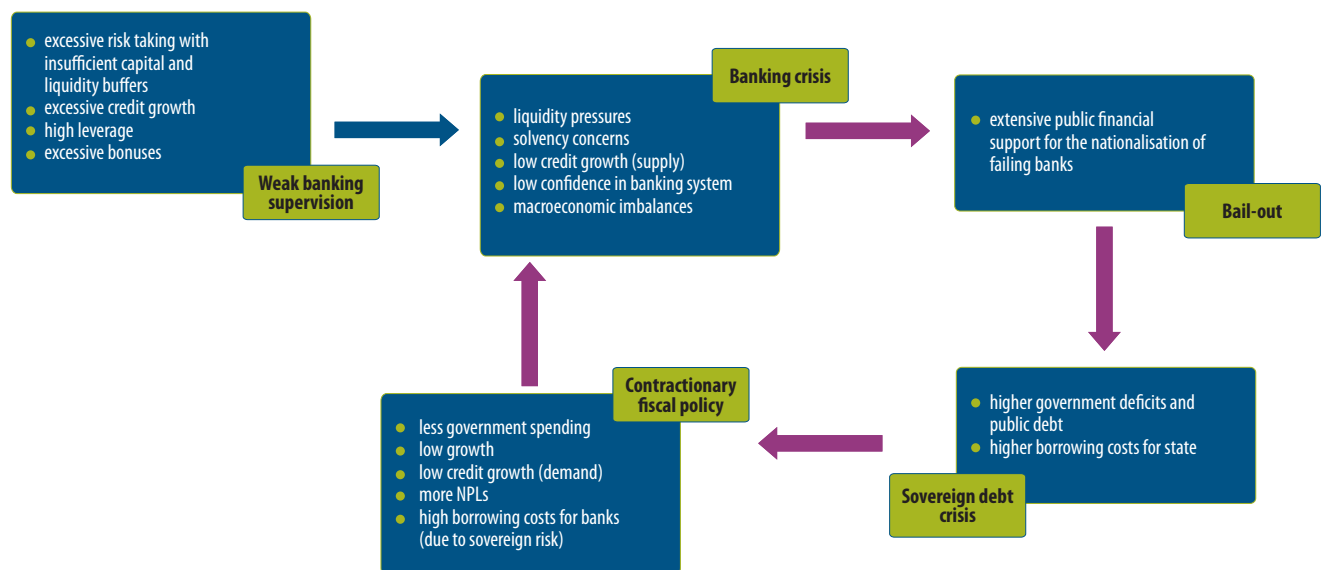 excessive risk taking with
insufficient capital and
liquidity buffers
excessive credit growth
high leverage
excessive bonuses
Weak banking
supervision
Banking crisis
liquidity pressures
solvency concerns
low credit growth (supply)
low confidence in banking system
macroeconomic imbalances
extensive public financial
support for the nationalisation of
failing banks
Bail-out
higher government deficits and
public debt
higher borrowing costs for state
Sovereign debt
crisis
Contractionary
fiscal policy
less government spending
low growth
low credit growth (demand)
more NPLs
high borrowing costs for banks
(due to sovereign risk)